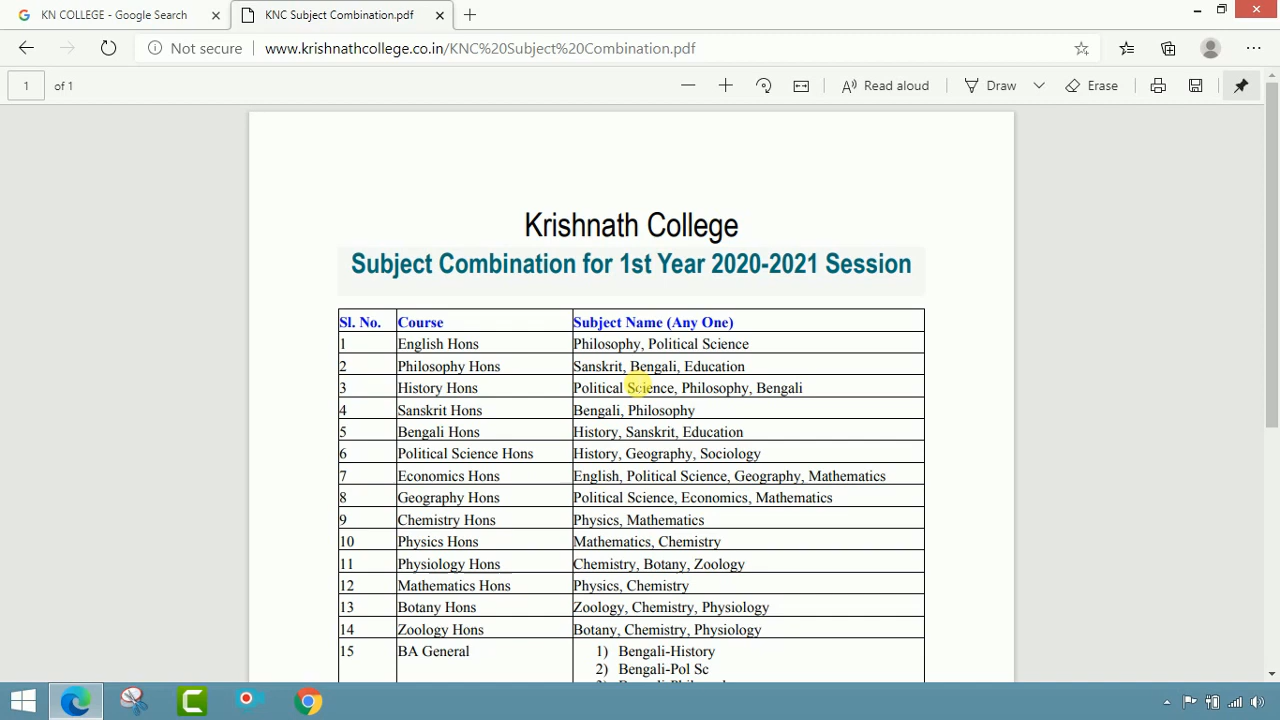 KN COLLEGE - Google Search
KNC Subject Combination.pdf
Not secure
www.krishnathcollege.co.in/KNC%20Subject%20Combination.pdf
1 of 1
Read aloud
Draw
Erase
Krishnath College
Subject Combination for 1st Year 2020-2021 Session
Sl. No. Course Subject Name (Any One)
1 English Hons Philosophy, Political Science
2 Philosophy Hons Sanskrit, Bengali, Education
3 History Hons Political Science, Philosophy, Bengali
4 Sanskrit Hons Bengali, Philosophy
5 Bengali Hons History, Sanskrit, Education
6 Political Science Hons History, Geography, Sociology
7 Economics Hons English, Political Science, Geography, Mathematics
8 Geography Hons Political Science, Economics, Mathematics
9 Chemistry Hons Physics, Mathematics
10 Physics Hons Mathematics, Chemistry
11 Physiology Hons Chemistry, Botany, Zoology
12 Mathematics Hons Physics, Chemistry
13 Botany Hons Zoology, Chemistry, Physiology
14 Zoology Hons Botany, Chemistry, Physiology
15 BA General 1) Bengali-History
2) Bengali-Pol Sc